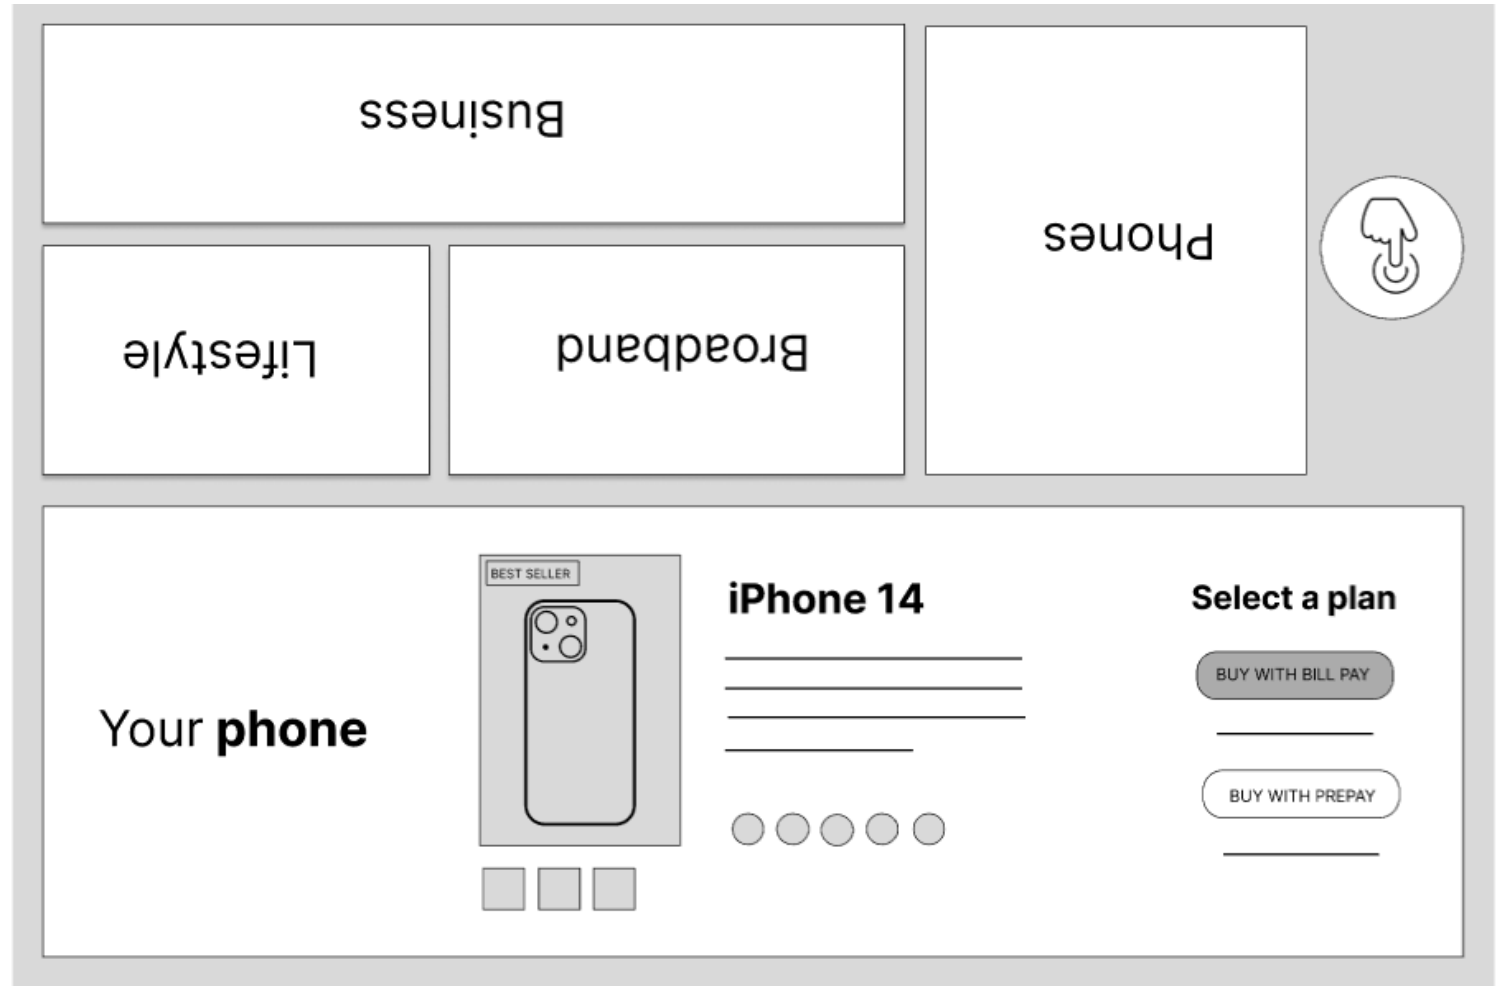 Business
Phones
Lifestyle
Broadband
BEST SELLER
iPhone 14
Select a plan
BUY WITH BILL PAY
Your phone
BUY WITH PREPAY